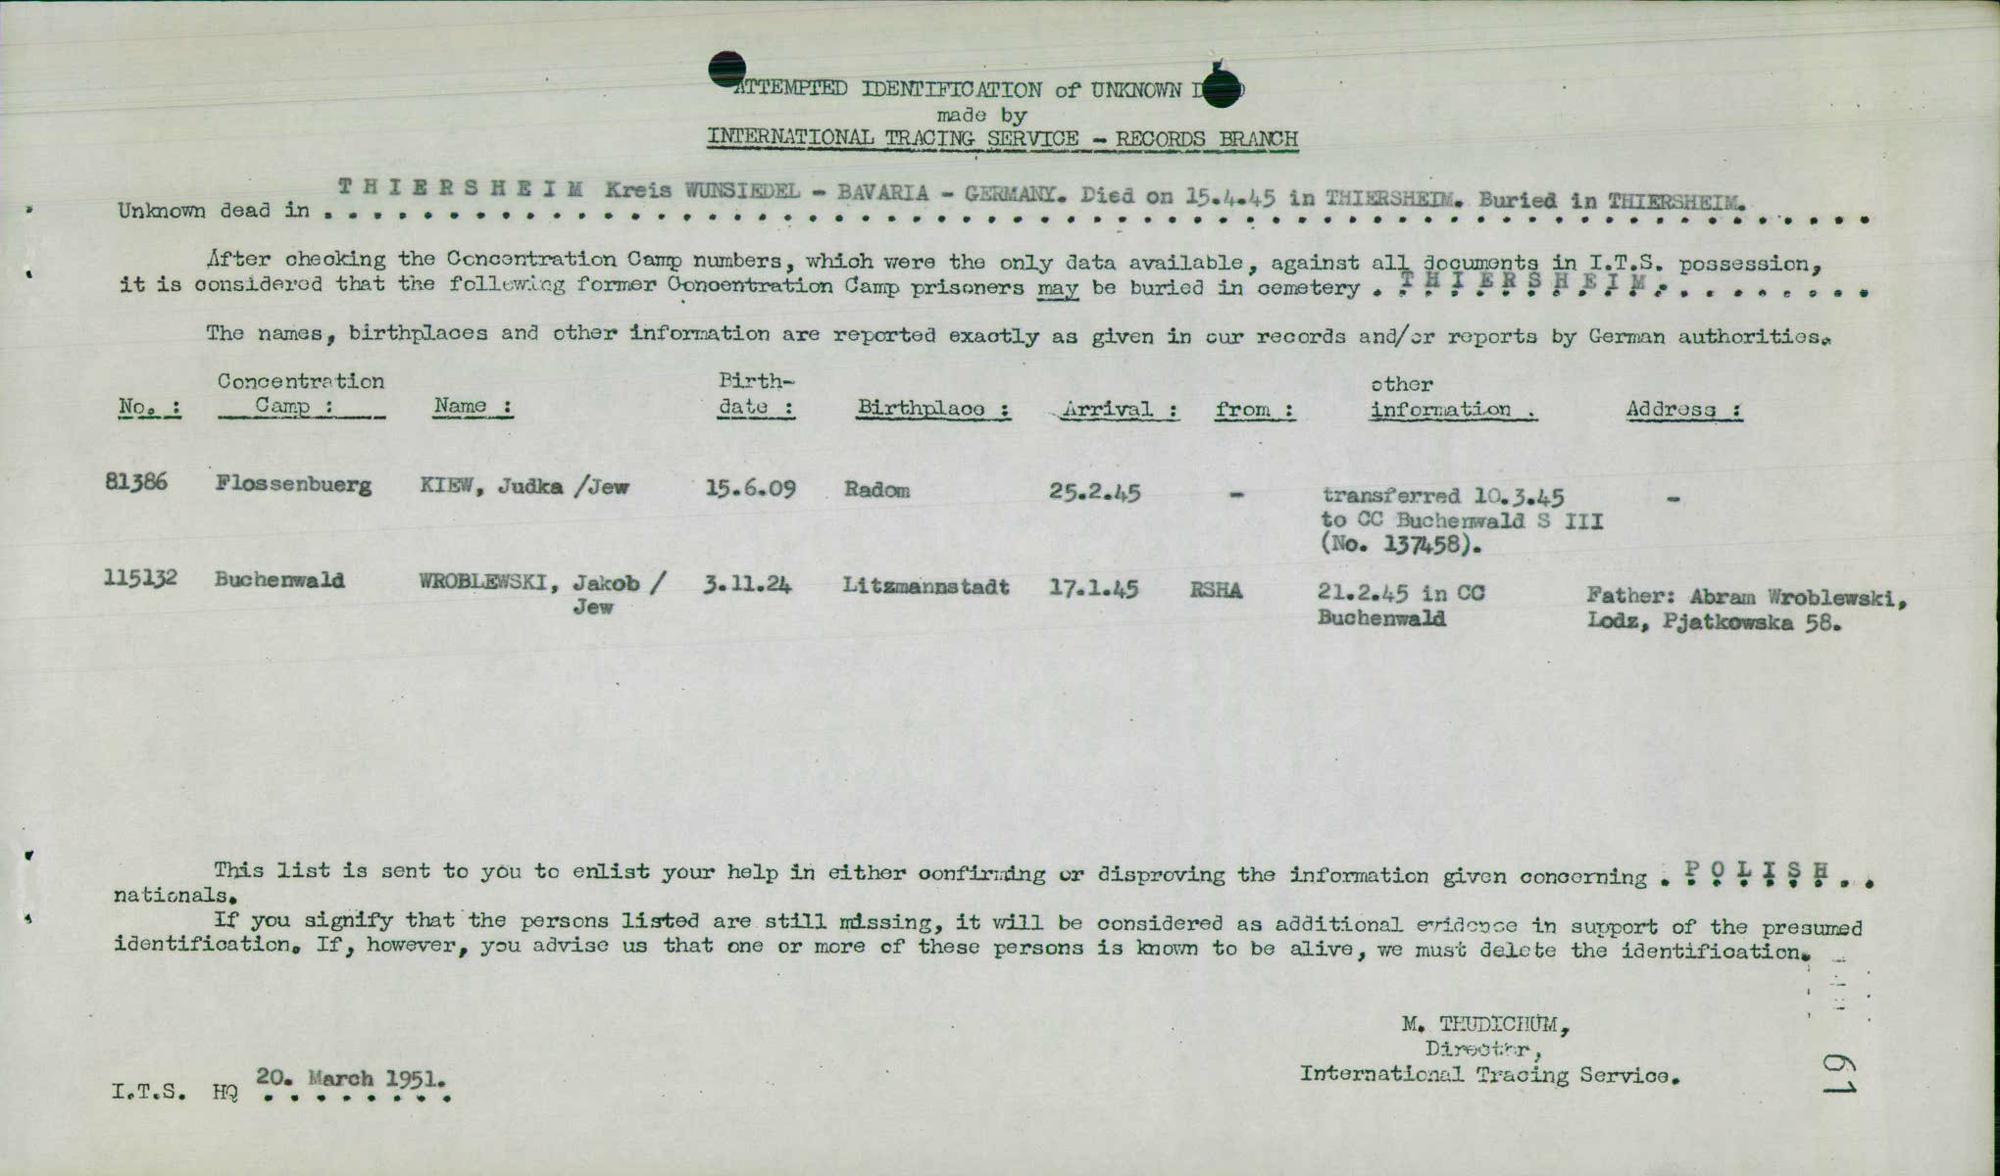 ATTEMPTED IDENTIFICATION of UNKNOWN
made by
INTERNATIONAL TRACING SERVICE - RECORDS BRANCH
Unknown dead in T H I E R S H E I M Kreis WUNSIEDEL - BAVARIA - GERMANY. Died on 15.4.45 in THIERSHEIM. Buried in THIERSHEIM.
After checking the Concentration Camp numbers, which were the only data available, against all documents in I.T.S. possession,
it is considered that the following former Concentration Camp prisoners may be buried in cemetery . T H I E R S H E I M . . . . . . . . .
The names, birthplaces and other information are reported exactly as given in our records and/or reports by German authorities.
No. : Concentration Camp : Name : Birth-date : Birthplace : Arrival : from : other information : Address :
81386 Flossenbuerg KIEW, Judka /Jew 15.6.09 Radom 25.2.45 - transferred 10.3.45 -
to CC Buchenwald S III
(No. 137458).
115132 Buchenwald WROBLEWSKI, Jakob / 3.11.24 Litzmannstadt 17.1.45 RSHA 21.2.45 in CC Father: Abram Wroblewski,
Jew Buchenwald Lodz, Pjatkowska 58.
This list is sent to you to enlist your help in either confirming or disproving the information given concerning . P O L I S H . .
nationals.
If you signify that the persons listed are still missing, it will be considered as additional evidence in support of the presumed
identification. If, however, you advise us that one or more of these persons is known to be alive, we must delete the identification.
M. THUDICHUM,
Director,
International Tracing Service.
I.T.S. HQ 20. March 1951.
61